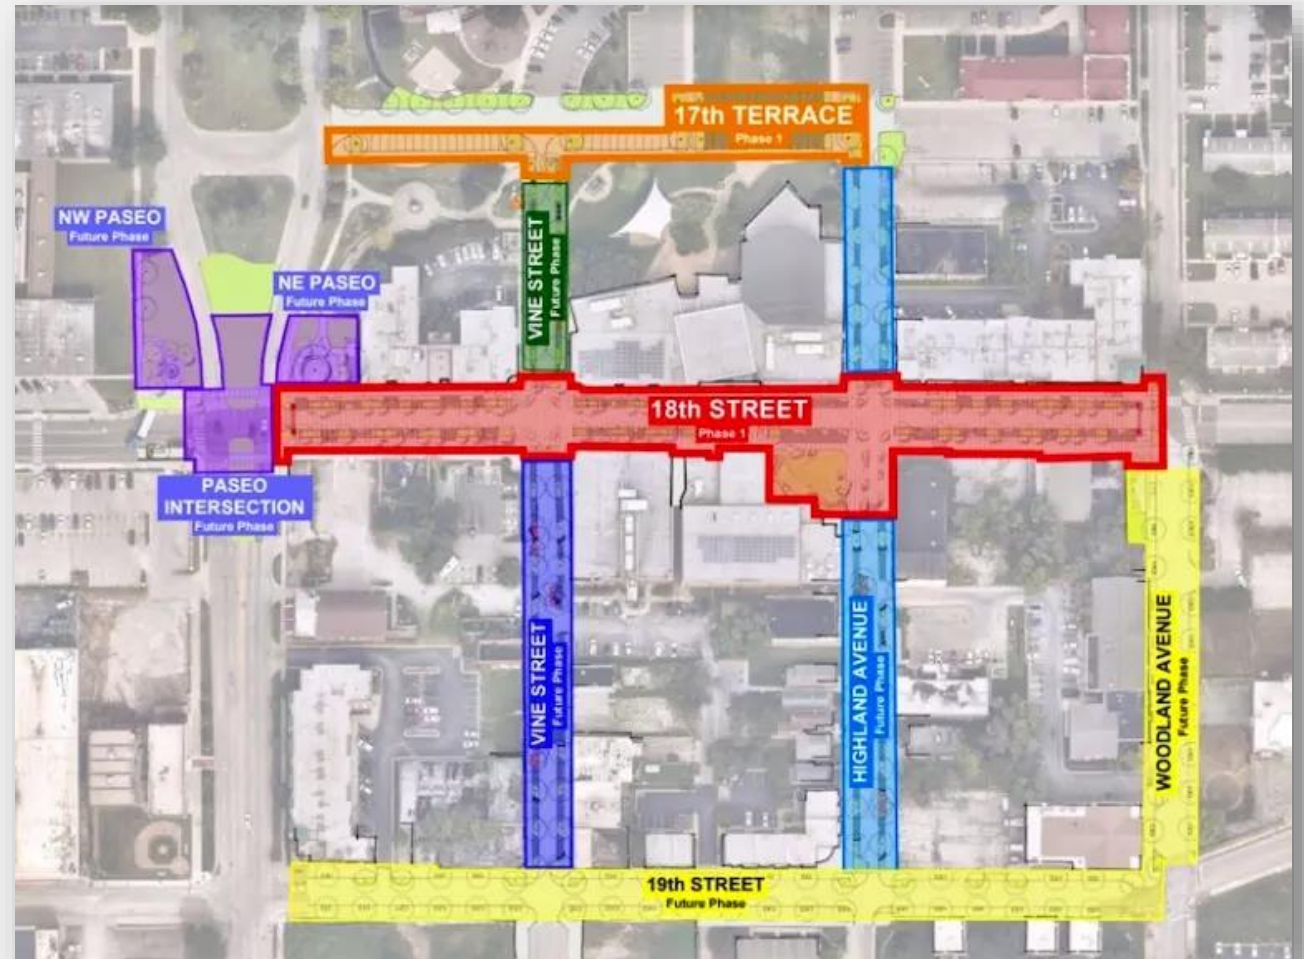 17th TERRACE
Phase 1
NW PASEO
Future Phase
NE PASEO
Future Phase
VINE STREET
Future Phase
18th STREET
Phase 1
PASEO
INTERSECTION
Future Phase
VINE STREET
Future Phase
HIGHLAND AVENUE
Future Phase
WOODLAND AVENUE
Future Phase
19th STREET
Future Phase